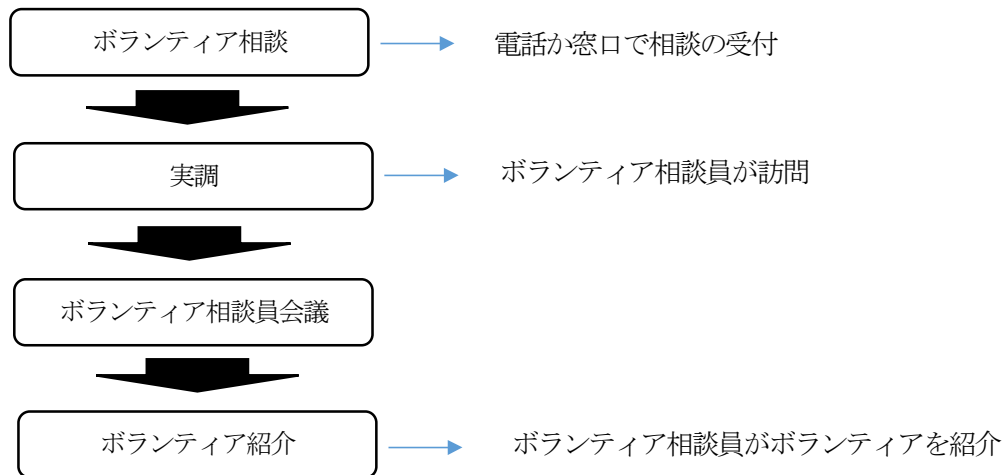 ボランティア相談
電話か窓口で相談の受付
実調
ボランティア相談員が訪問
ボランティア相談員会議
ボランティア紹介
ボランティア相談員がボランティアを紹介